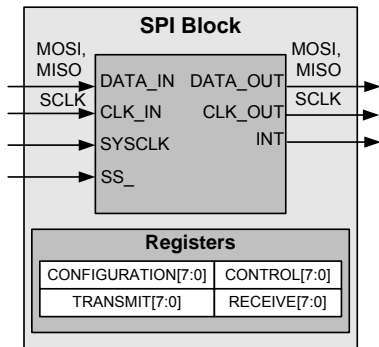 SPI Block
MOSI, MISO
MOSI, MISO
DATA_IN DATA_OUT
SCLK SCLK
CLK_IN CLK_OUT
SYSCLK INT
SS_
Registers
CONFIGURATION[7:0] CONTROL[7:0]
TRANSMIT[7:0] RECEIVE[7:0]